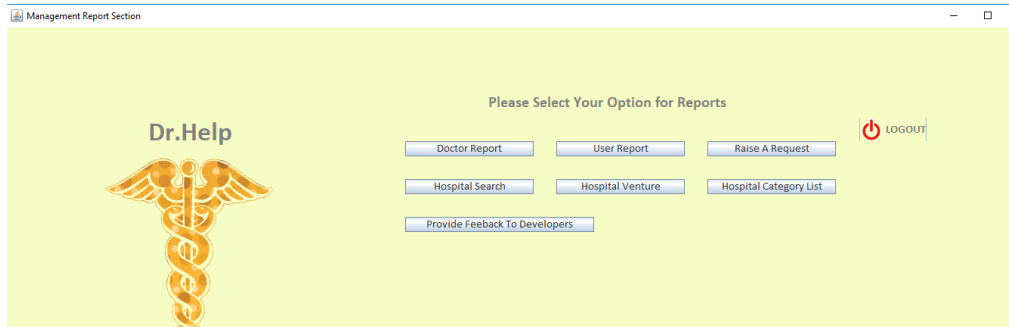 Management Report Section
Please Select Your Option for Reports
Dr.Help
LOGOUT
Doctor Report
User Report
Raise A Request
Hospital Search
Hospital Venture
Hospital Category List
Provide Feeback To Developers